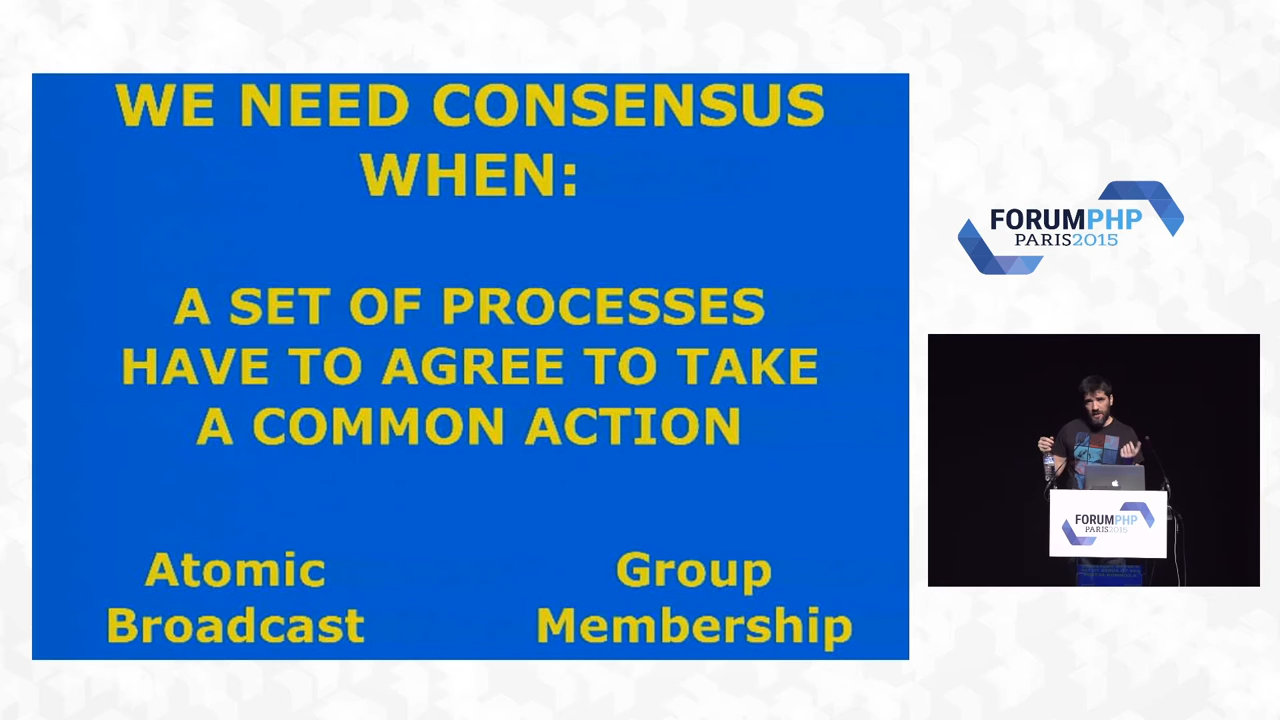 WE NEED CONSENSUS
WHEN:
A SET OF PROCESSES
HAVE TO AGREE TO TAKE
A COMMON ACTION
Atomic
Broadcast
Group
Membership
FORUMPHP
PARIS2015
FORUMPHP
PARIS2015